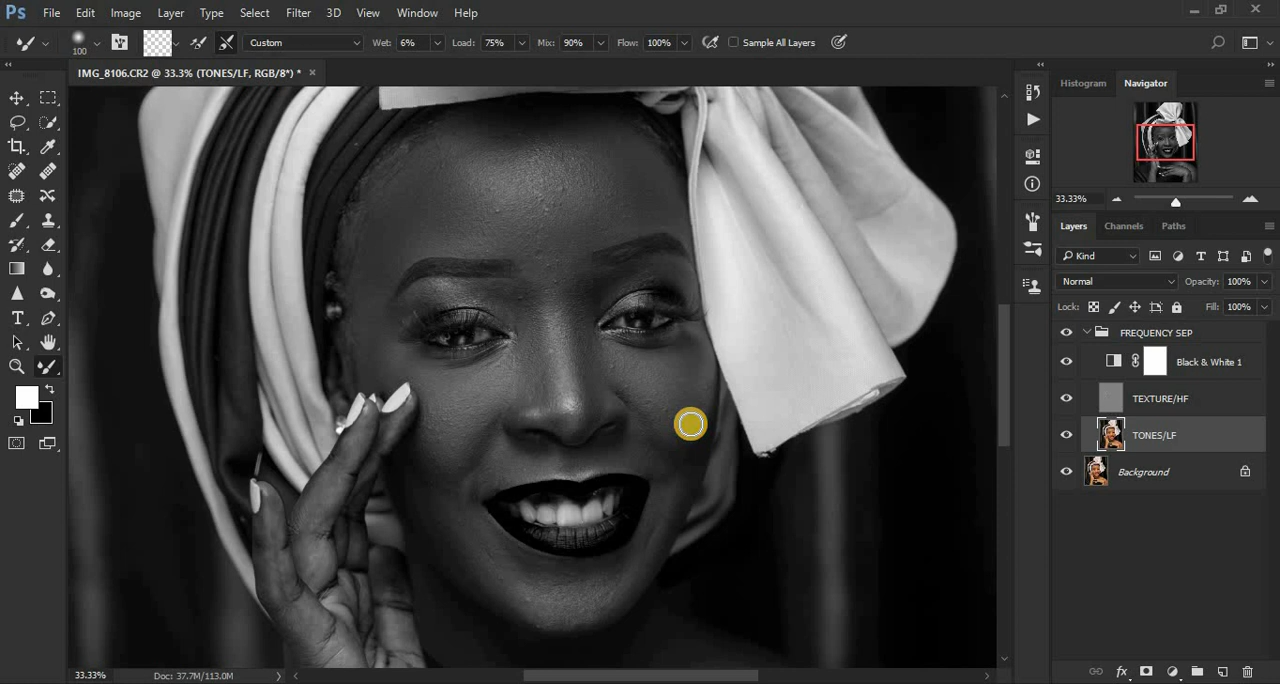 Ps File Edit Image Layer Type Select Filter 3D View Window Help
100 Custom Wet: 6% Load: 75% Mix: 90% Flow: 100% Sample All Layers
IMG_8106.CR2 @ 33.3% (TONES/LF, RGB/8*) *
Histogram Navigator
33.33%
Layers Channels Paths
Kind
Normal Opacity: 100%
Lock: Fill: 100%
FREQUENCY SEP
Black & White 1
TEXTURE/HF
TONES/LF
Background
33.33% Doc: 37.7M/113.0M
fx